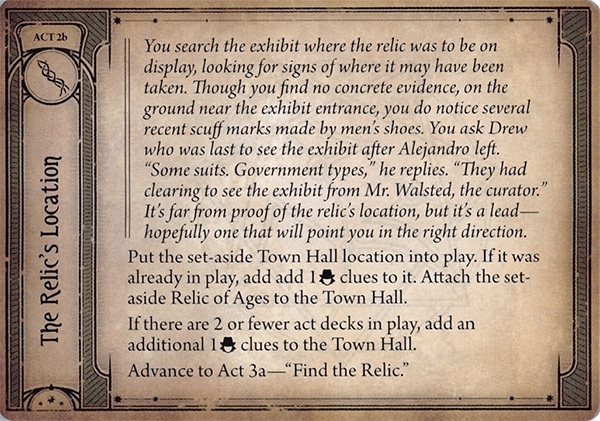 ACT 2b
The Relic's Location
You search the exhibit where the relic was to be on
display, looking for signs of where it may have been
taken. Though you find no concrete evidence, on the
ground near the exhibit entrance, you do notice several
recent scuff marks made by men's shoes. You ask Drew
who was last to see the exhibit after Alejandro left.
“Some suits. Government types,” he replies. “They had
clearing to see the exhibit from Mr. Walsted, the curator.”
It's far from proof of the relic's location, but it's a lead—
hopefully one that will point you in the right direction.
Put the set-aside Town Hall location into play. If it was
already in play, add add 1 clues to it. Attach the set-
aside Relic of Ages to the Town Hall.
If there are 2 or fewer act decks in play, add an
additional 1 clues to the Town Hall.
Advance to Act 3a—“Find the Relic.”